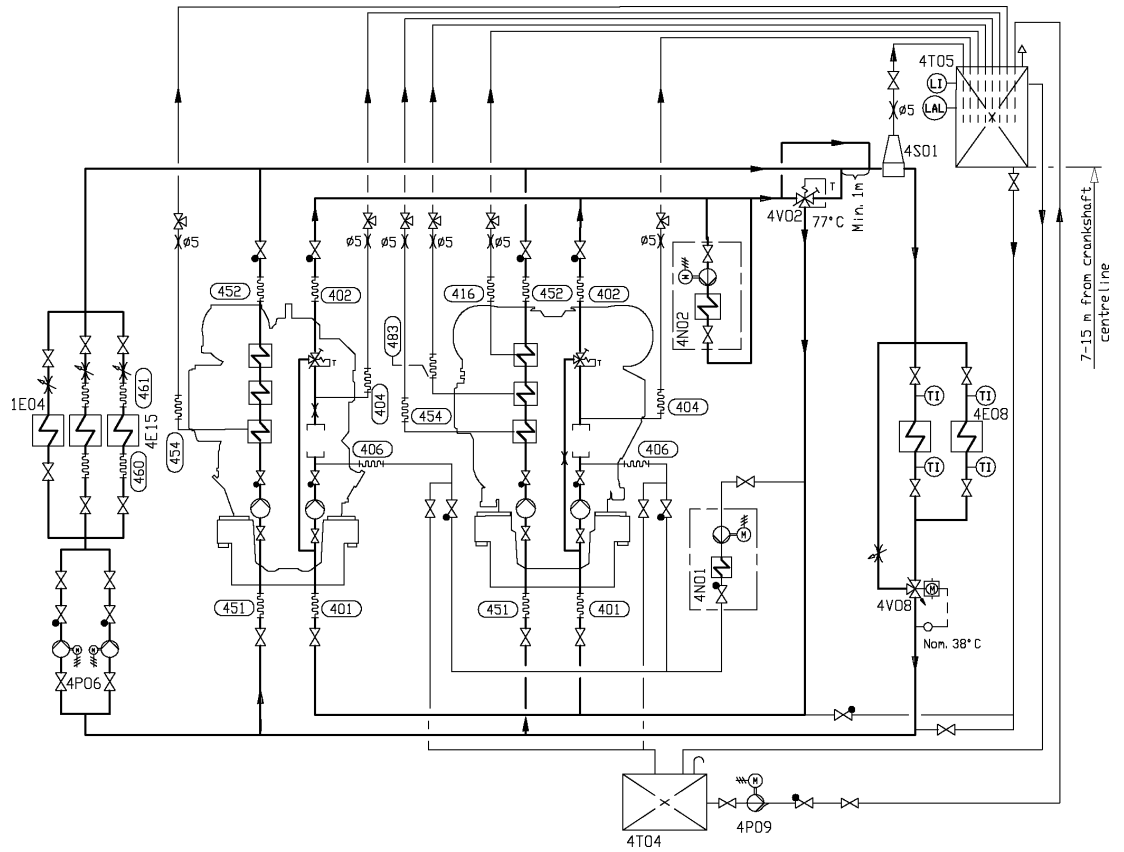 4T05
LI
LAL
ø5
4S01
4V02
T
77°C
Min. 1m
7-15 m from crankshaft
centreline
ø5
ø5
ø5
ø5
ø5
452
402
416
452
402
M
4N02
483
T
T
461
1E04
4E15
454
460
404
454
404
406
406
TI
TI
4E08
TI
TI
M
4N01
451
401
451
401
4V08
M
Nom. 38°C
M
M
4P06
M
4P09
4T04